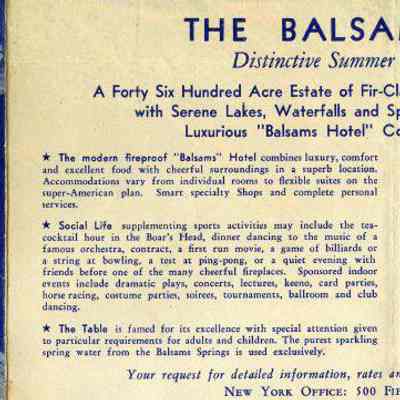 THE BALSA
Distinctive Summer
A Forty Six Hundred Acre Estate of Fir-Cl
with Serene Lakes, Waterfalls and Sp
Luxurious "Balsams Hotel" Co
★ The modern fireproof "Balsams" Hotel combines luxury, comfort
and excellent food with cheerful surroundings in a superb location.
Accommodations vary from individual rooms to flexible suites on the
super-American plan. Smart specialty Shops and complete personal
services.
★ Social Life supplementing sports activities may include the tea-
cocktail hour in the Boar's Head, dinner dancing to the music of a
famous orchestra, contract, a first run movie, a game of billiards or
a string at bowling, a test at ping-pong, or a quiet evening with
friends before one of the many cheerful fireplaces. Sponsored indoor
events include dramatic plays, concerts, lectures, keeno, card parties,
horse racing, costume parties, soirees, tournaments, ballroom and club
dancing.
★ The Table is famed for its excellence with special attention given
to particular requirements for adults and children. The purest sparkling
spring water from the Balsams Springs is used exclusively.
Your request for detailed information, rates an
NEW YORK OFFICE: 500 FIF